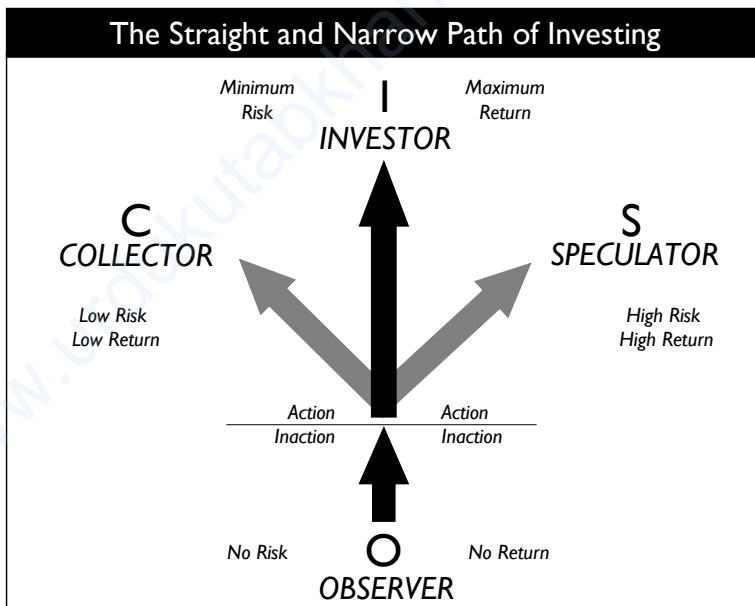 The Straight and Narrow Path of Investing
Minimum
Risk
I
Maximum
Return
INVESTOR
C
COLLECTOR
Low Risk
Low Return
S
SPECULATOR
High Risk
High Return
Action
Action
Inaction
Inaction
No Risk
O
No Return
OBSERVER